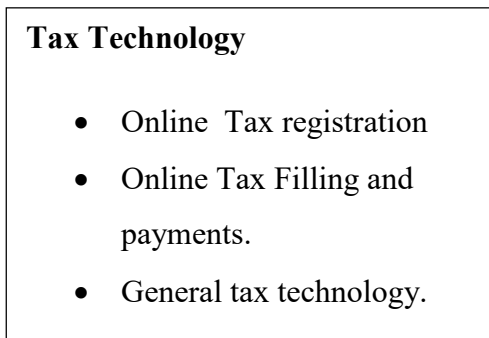 Tax Technology
• Online  Tax registration
• Online Tax Filling and
payments.
• General tax technology.